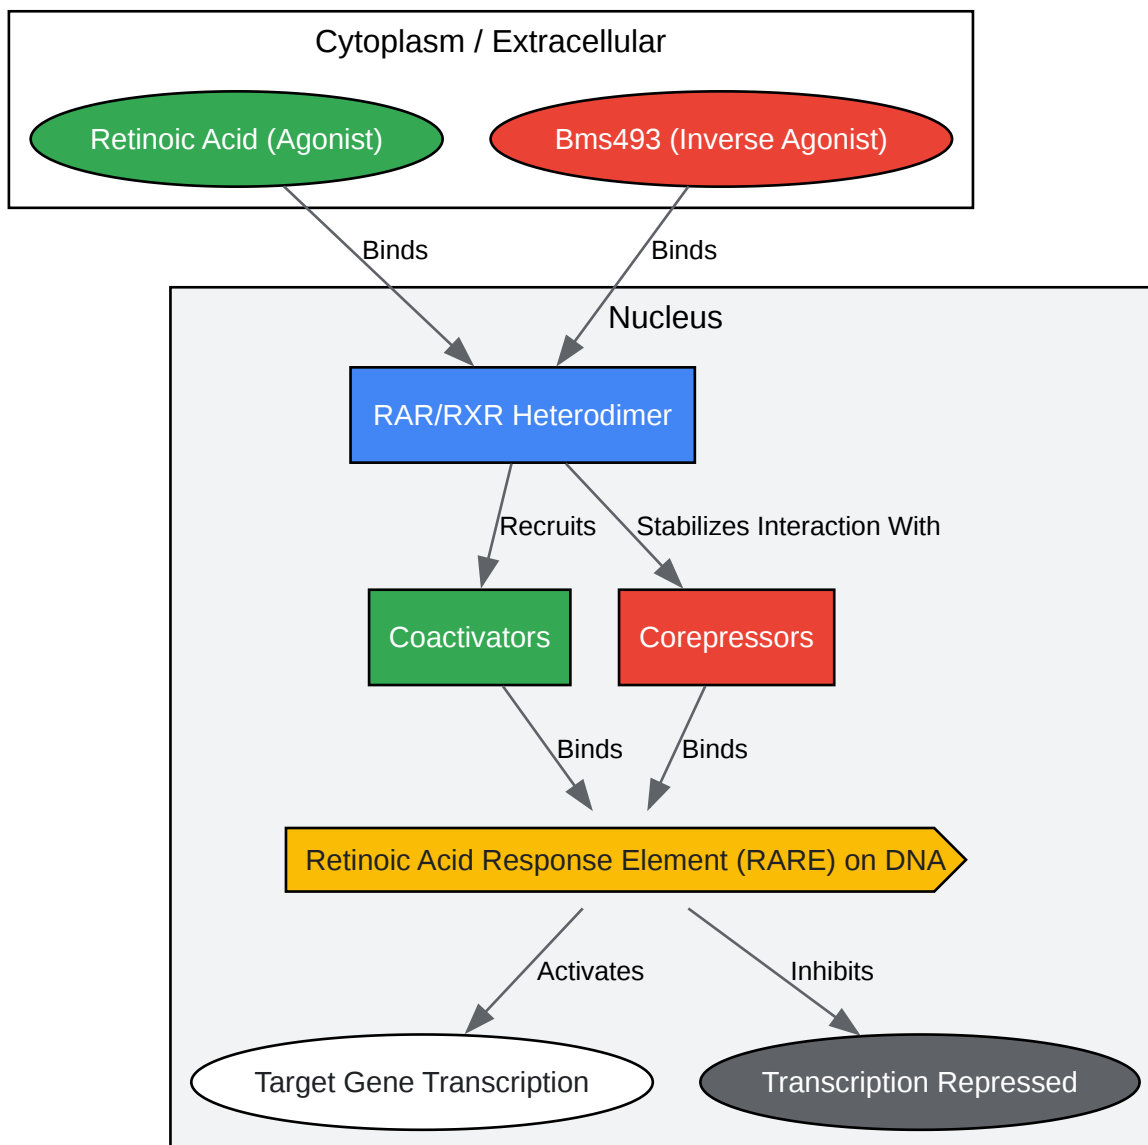 Cytoplasm / Extracellular
Retinoic Acid (Agonist)
Bms493 (Inverse Agonist)
Binds
Binds
Nucleus
RAR/RXR Heterodimer
Recruits
Stabilizes Interaction With
Coactivators
Corepressors
Binds
Binds
Retinoic Acid Response Element (RARE) on DNA
Activates
Inhibits
Target Gene Transcription
Transcription Repressed